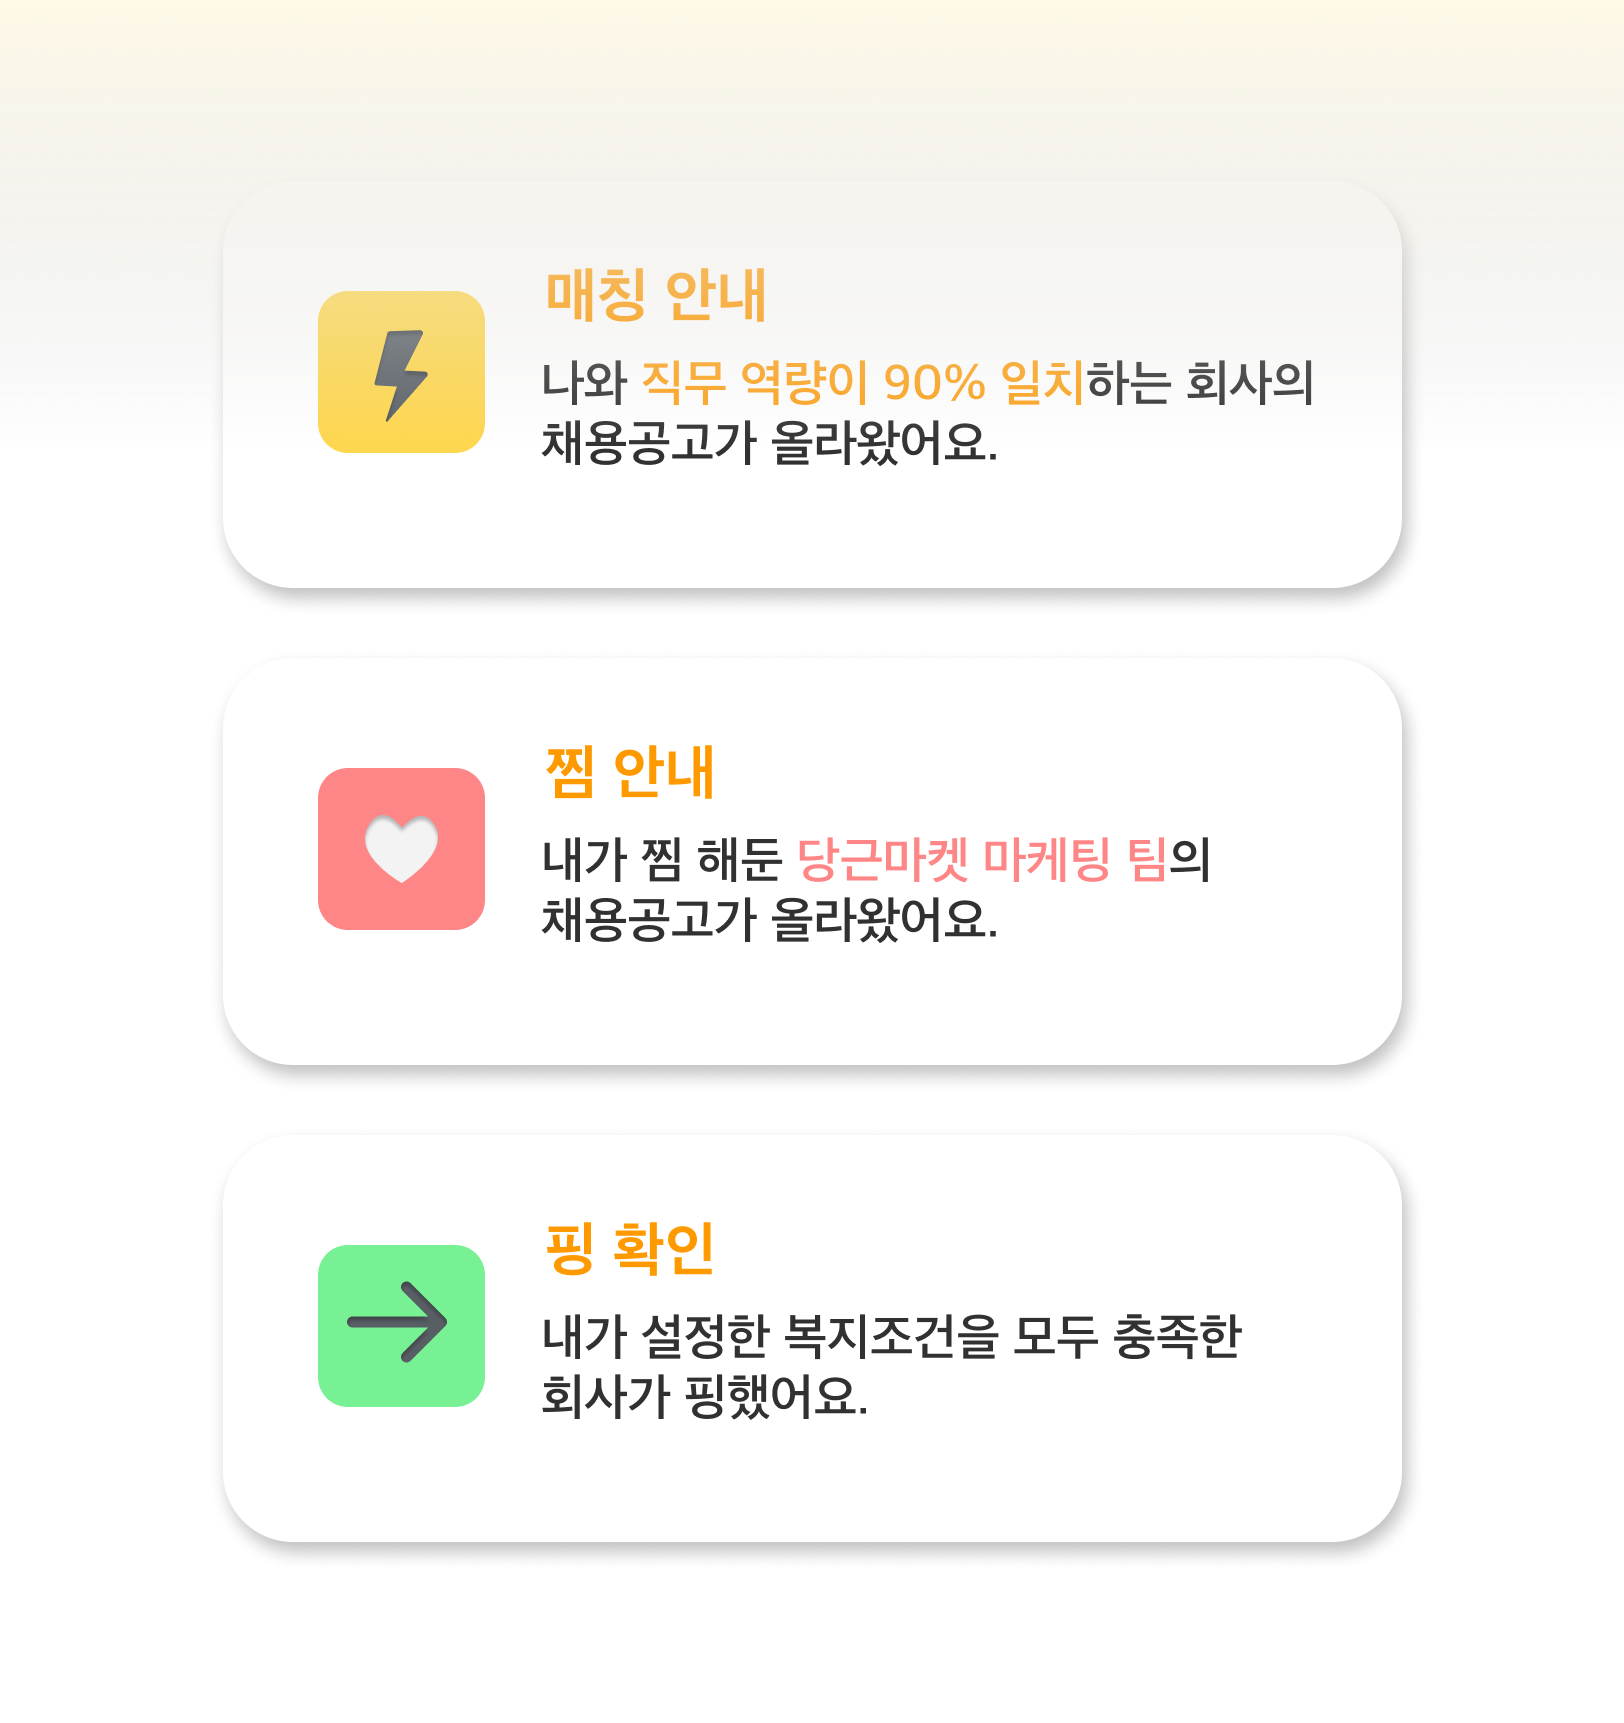 매칭 안내
나와 직무 역량이 90% 일치하는 회사의
채용공고가 올라왔어요.
찜 안내
내가 찜 해둔 당근마켓 마케팅 팀의
채용공고가 올라왔어요.
핑 확인
내가 설정한 복지조건을 모두 충족한
회사가 핑했어요.